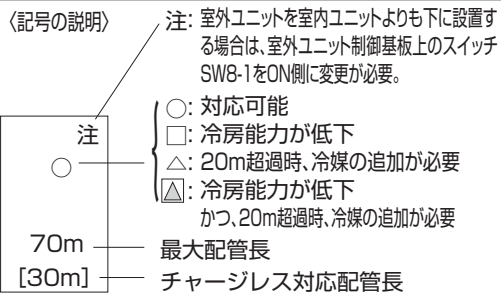 〈記号の説明〉
注: 室外ユニットを室内ユニットよりも下に設置す
る場合は、室外ユニット制御基板上のスイッチ
SW8-1をON側に変更が必要。
注
○
○: 対応可能
□: 冷房能力が低下
△: 20m超過時、冷媒の追加が必要
: 冷房能力が低下
かつ、20m超過時、冷媒の追加が必要
70m
最大配管長
[30m]
チャージレス対応配管長